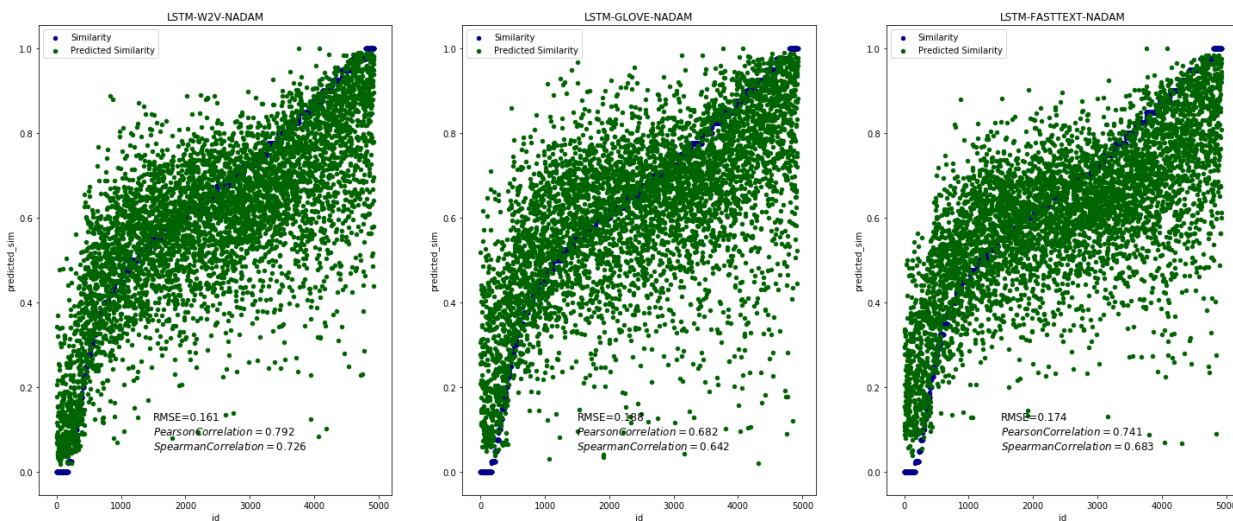 LSTM-W2V-NADAM
Similarity
Predicted Similarity
1.0
0.8
0.6
0.4
0.2
0.0
predicted_sim
RMSE=0.161
PearsonCorrelation=0.792
SpearmanCorrelation=0.726
0 1000 2000 3000 4000 5000
id
LSTM-GLOVE-NADAM
Similarity
Predicted Similarity
1.0
0.8
0.6
0.4
0.2
0.0
predicted_sim
RMSE=0.188
PearsonCorrelation=0.682
SpearmanCorrelation=0.642
0 1000 2000 3000 4000 5000
id
LSTM-FASTTEXT-NADAM
Similarity
Predicted Similarity
1.0
0.8
0.6
0.4
0.2
0.0
predicted_sim
RMSE=0.174
PearsonCorrelation=0.741
SpearmanCorrelation=0.683
0 1000 2000 3000 4000 5000
id